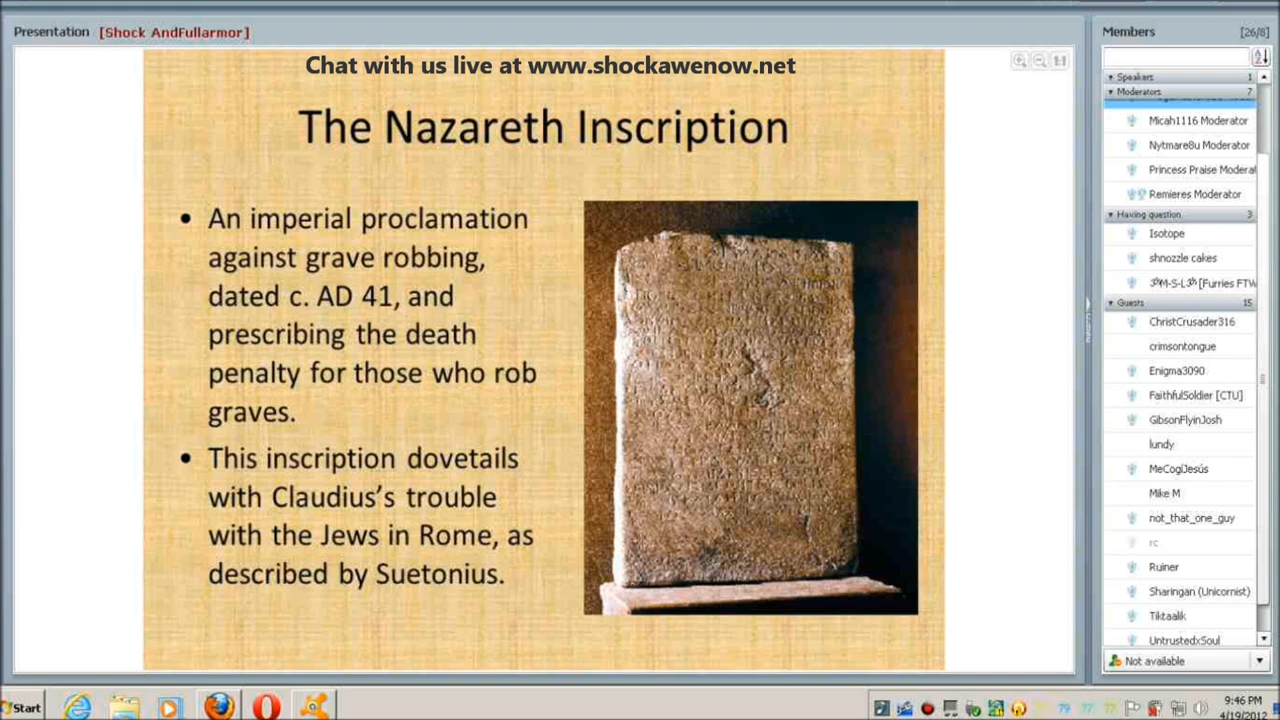 Presentation [Shock AndFullarmor]
Chat with us live at www.shockawenow.net
The Nazareth Inscription
• An imperial proclamation
against grave robbing,
dated c. AD 41, and
prescribing the death
penalty for those who rob
graves.
• This inscription dovetails
with Claudius’s trouble
with the Jews in Rome, as
described by Suetonius.
Members [26/8]
Speakers 1
Moderators 7
Micah1116 Moderator
Nytmare8u Moderator
Princess Praise Modera
Remieres Moderator
Having question 3
Isotope
shnozzle cakes
M-S-L [Furries FTW
Guests 15
ChristCrusader316
crimsontongue
Enigma3090
FaithfulSoldier [CTU]
GibsonFlyinJosh
lundy
MeCogiJesús
Mike M
not_that_one_guy
rc
Ruiner
Sharingan (Unicornist)
Tiktaalik
UntrustedxSoul
Not available
Start
79 77 77
9:46 PM
4/19/2012